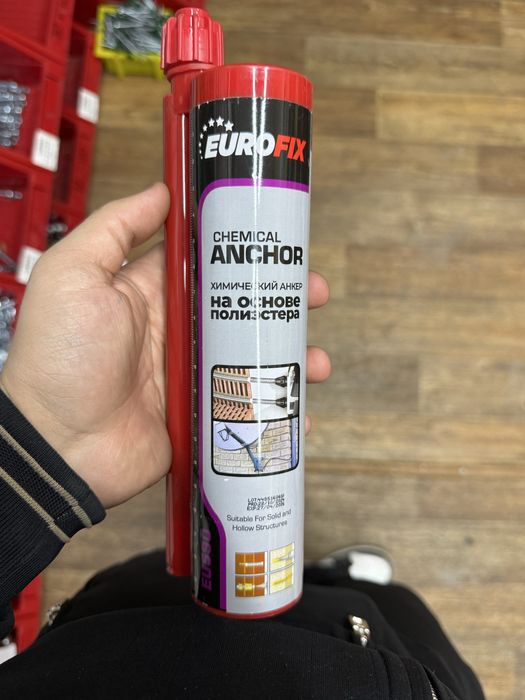 EUROFIX
CHEMICAL
ANCHOR
ХИМИЧЕСКИЙ АНКЕР
НА ОСНОВЕ
ПОЛИЭСТЕРА
Suitable For Solid and
Hollow Structures